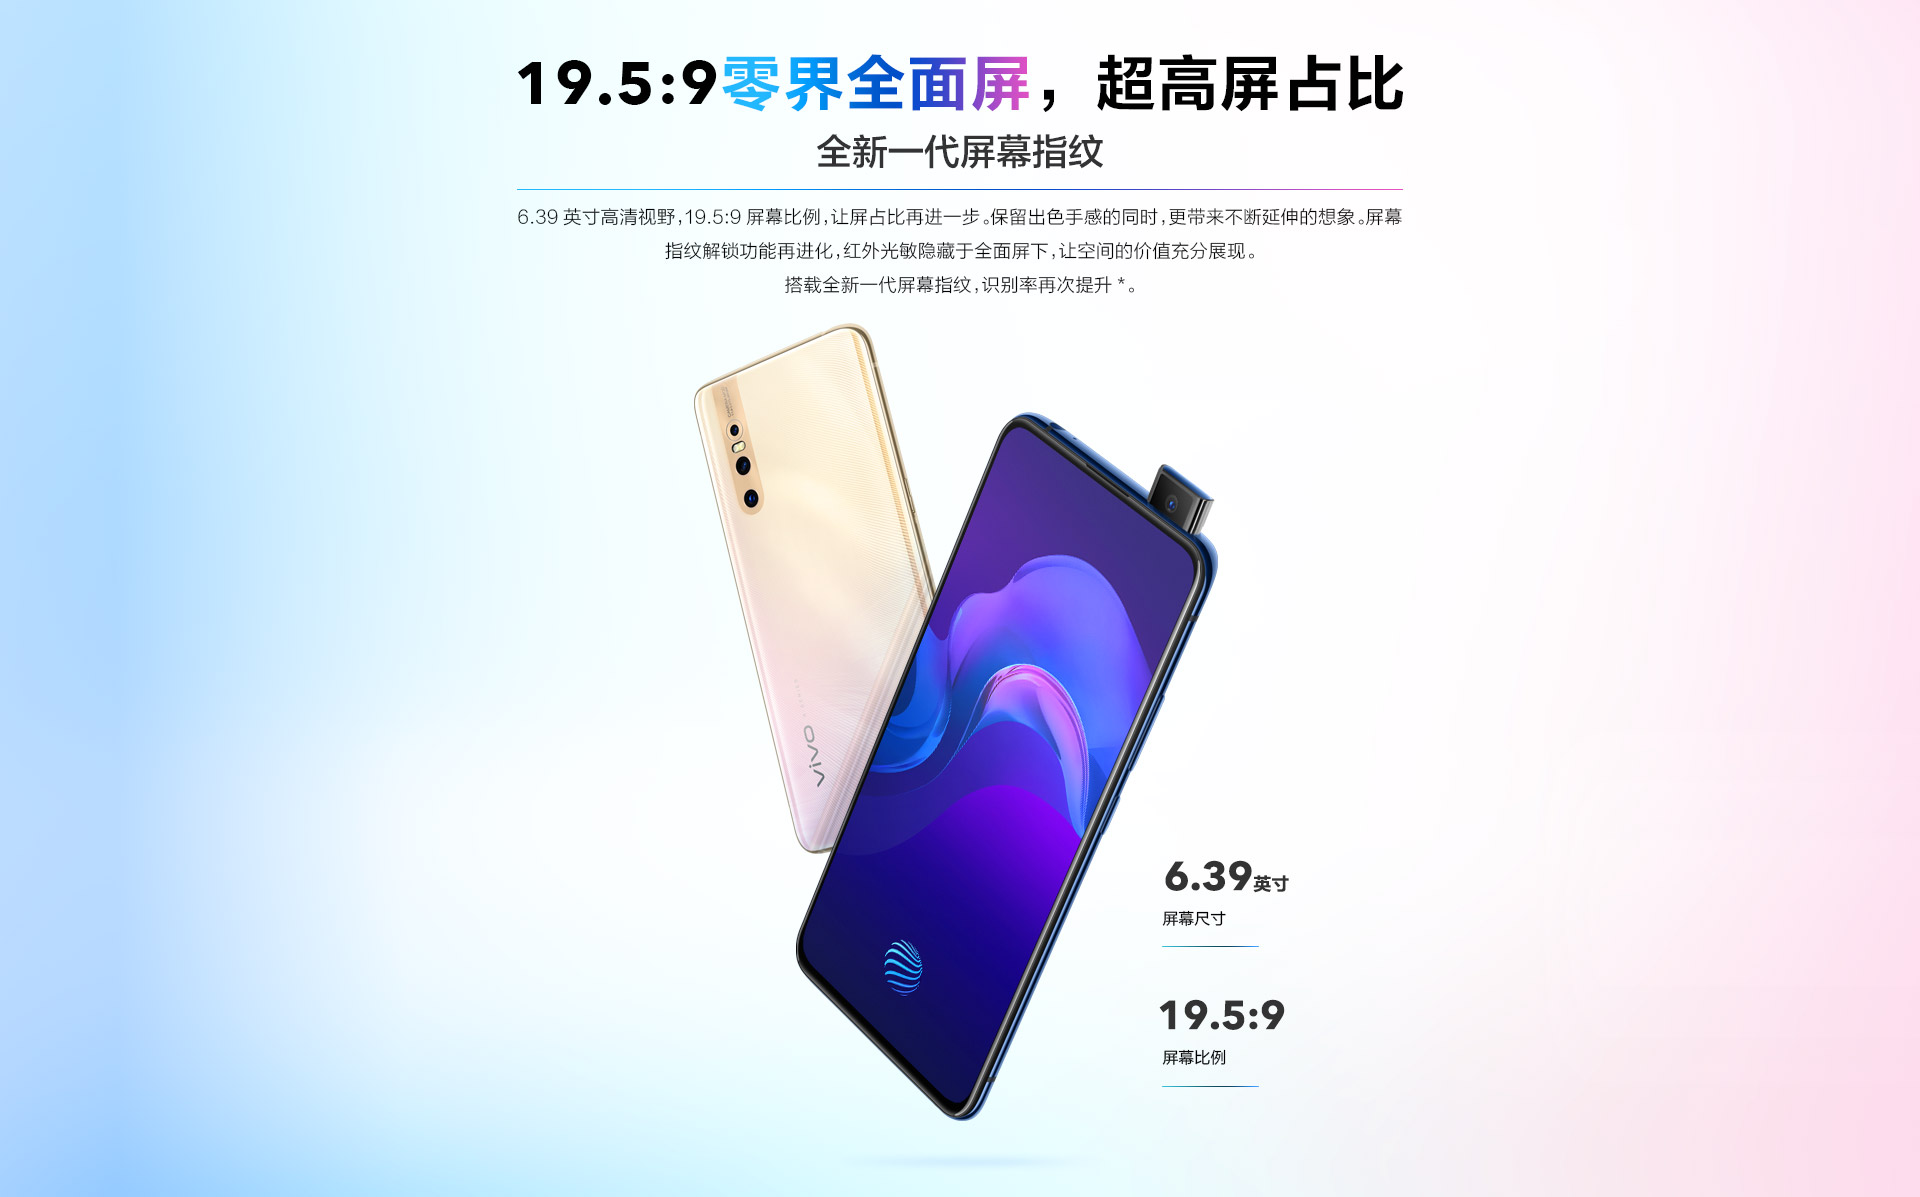 19.5:9零界全面屏，超高屏占比
全新一代屏幕指纹
6.39 英寸高清视野，19.5:9 屏幕比例，让屏占比再进一步。保留出色手感的同时，更带来不断延伸的想象。屏幕
指纹解锁功能再进化，红外光敏隐藏于全面屏下，让空间的价值充分展现。
搭载全新一代屏幕指纹，识别率再次提升 *。
vivo
6.39英寸
屏幕尺寸
19.5:9
屏幕比例